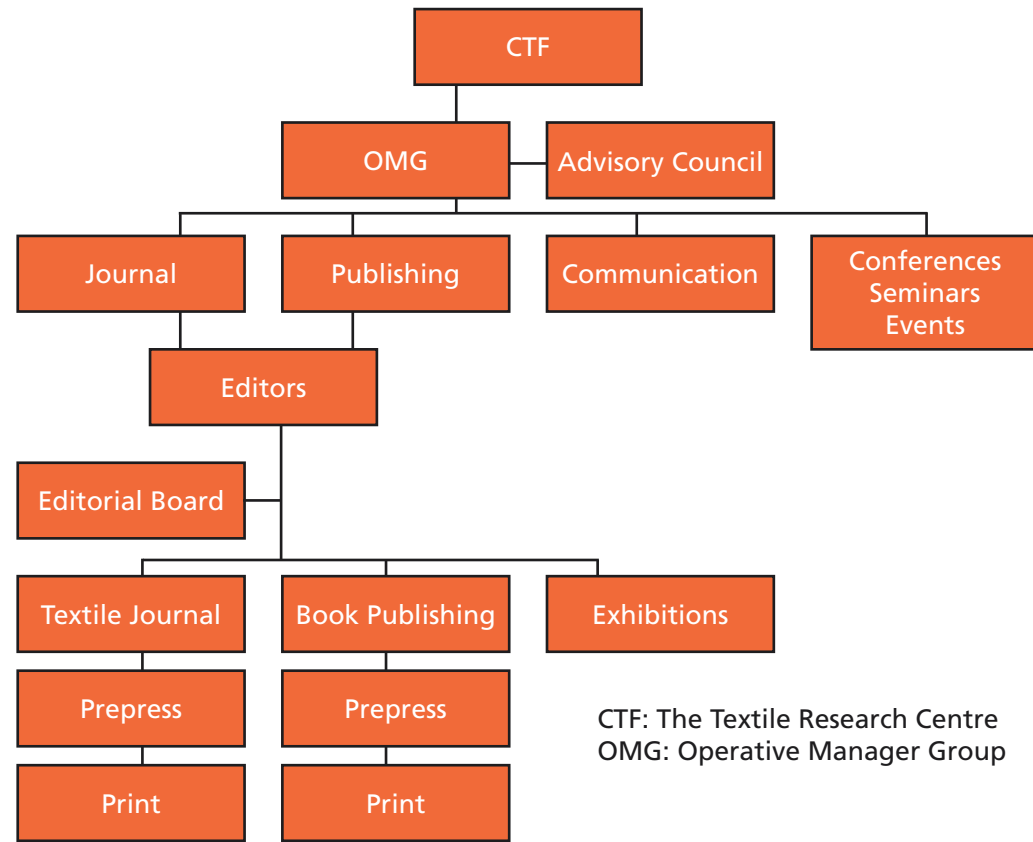 CTF
OMG
Advisory Council
Journal
Publishing
Communication
Conferences
Seminars
Events
Editors
Editorial Board
Textile Journal
Book Publishing
Exhibitions
Prepress
Prepress
Print
Print
CTF: The Textile Research Centre
OMG: Operative Manager Group